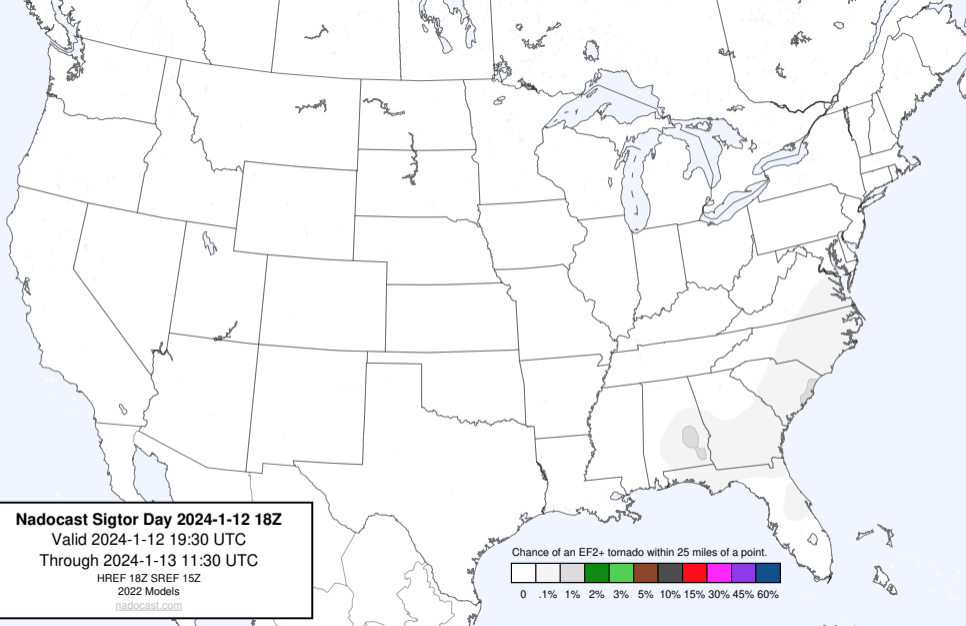 Nadocast Sigtor Day 2024-1-12 18Z
Valid 2024-1-12 19:30 UTC
Through 2024-1-13 11:30 UTC
HREF 18Z SREF 15Z
2022 Models
nadocast.com
Chance of an EF2+ tornado within 25 miles of a point.
0 .1% 1% 2% 3% 5% 10% 15% 30% 45% 60%